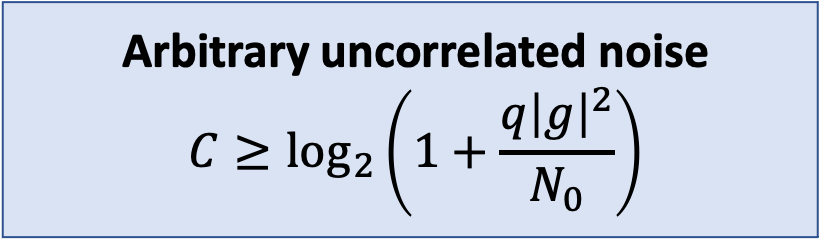 Arbitrary uncorrelated noise
C ≥ log₂(1 + q|g|²/N₀)